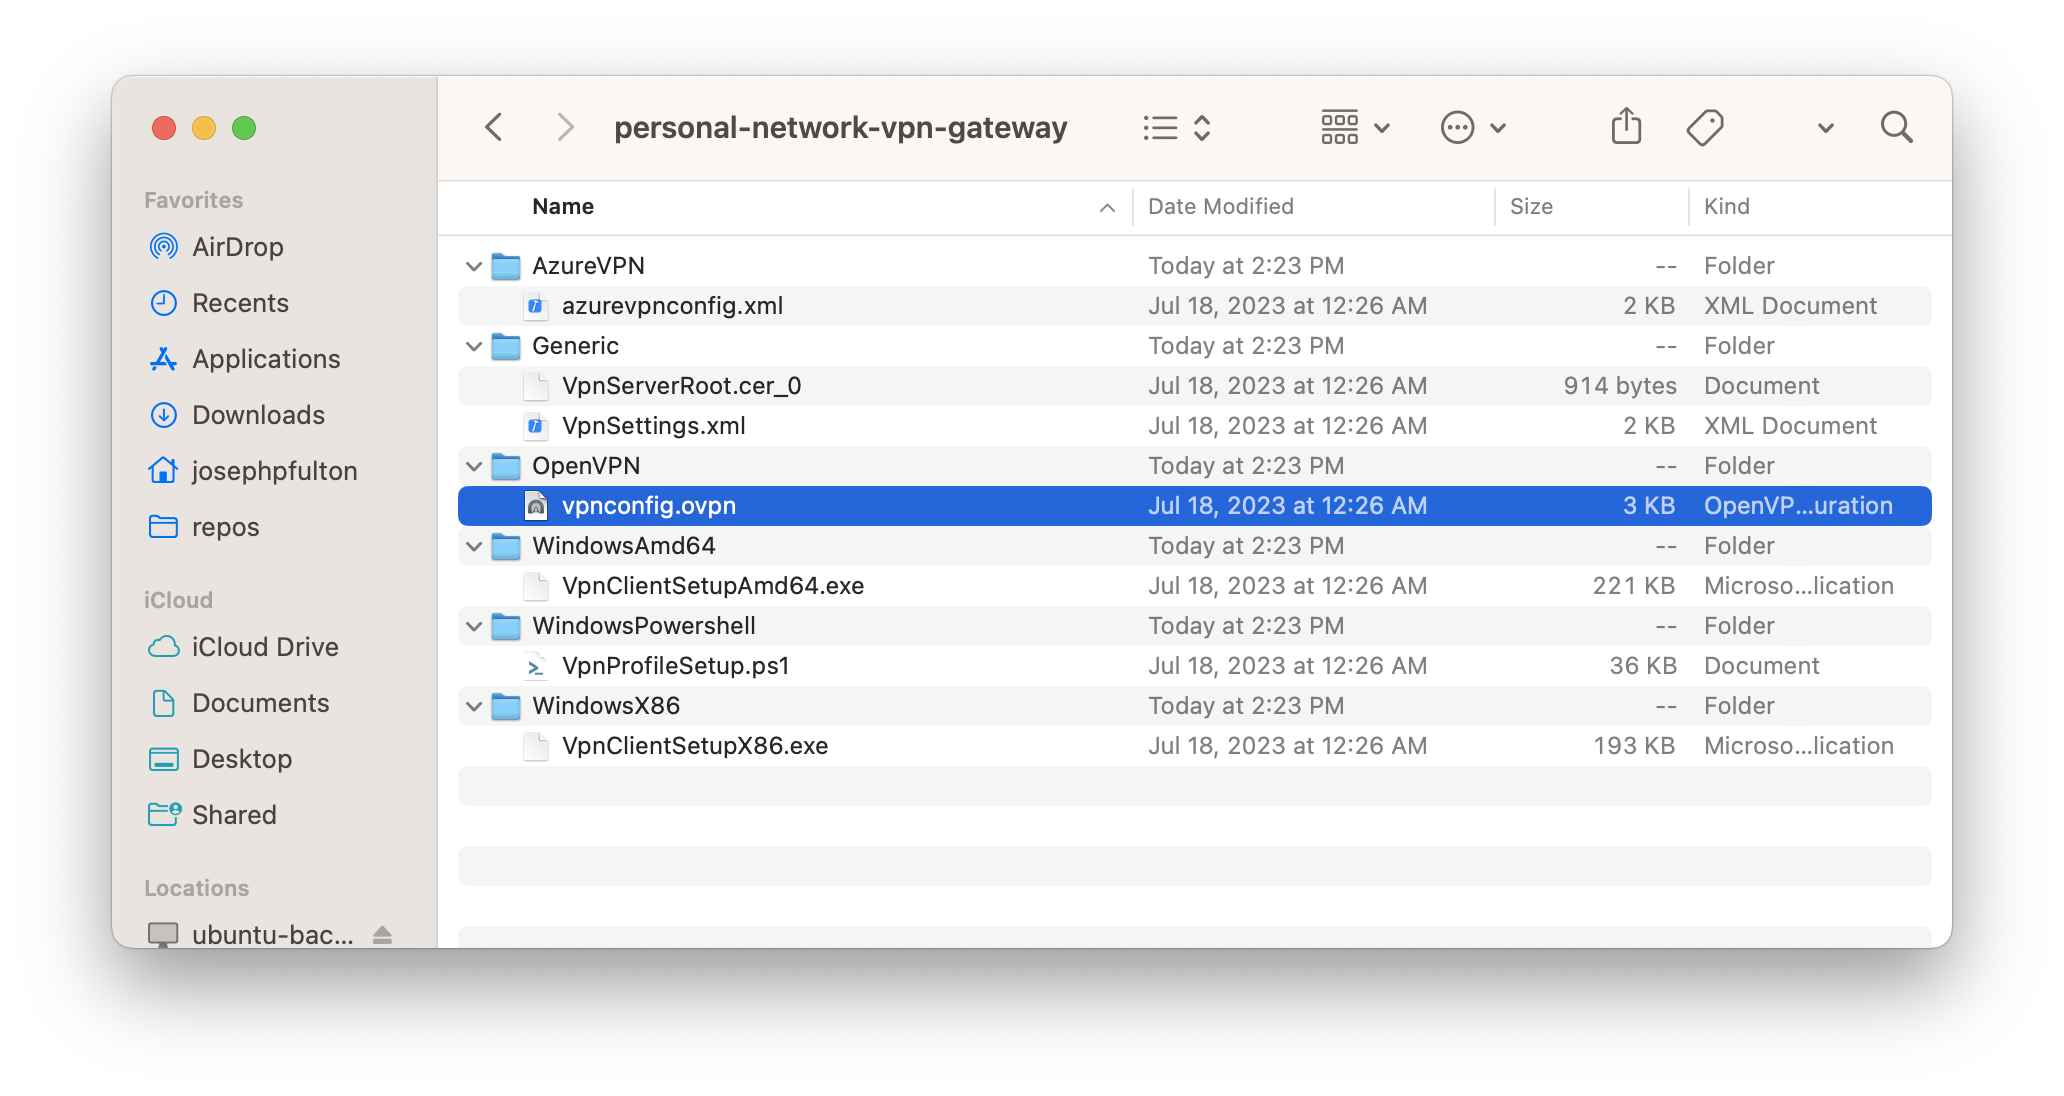 personal-network-vpn-gateway
Favorites
AirDrop
Recents
Applications
Downloads
josephpfulton
repos
iCloud
iCloud Drive
Documents
Desktop
Shared
Locations
ubuntu-bac...
Name Date Modified Size Kind
AzureVPN Today at 2:23 PM -- Folder
azurevpnconfig.xml Jul 18, 2023 at 12:26 AM 2 KB XML Document
Generic Today at 2:23 PM -- Folder
VpnServerRoot.cer_0 Jul 18, 2023 at 12:26 AM 914 bytes Document
VpnSettings.xml Jul 18, 2023 at 12:26 AM 2 KB XML Document
OpenVPN Today at 2:23 PM -- Folder
vpnconfig.ovpn Jul 18, 2023 at 12:26 AM 3 KB OpenVP...uration
WindowsAmd64 Today at 2:23 PM -- Folder
VpnClientSetupAmd64.exe Jul 18, 2023 at 12:26 AM 221 KB Microso...lication
WindowsPowershell Today at 2:23 PM -- Folder
VpnProfileSetup.ps1 Jul 18, 2023 at 12:26 AM 36 KB Document
WindowsX86 Today at 2:23 PM -- Folder
VpnClientSetupX86.exe Jul 18, 2023 at 12:26 AM 193 KB Microso...lication